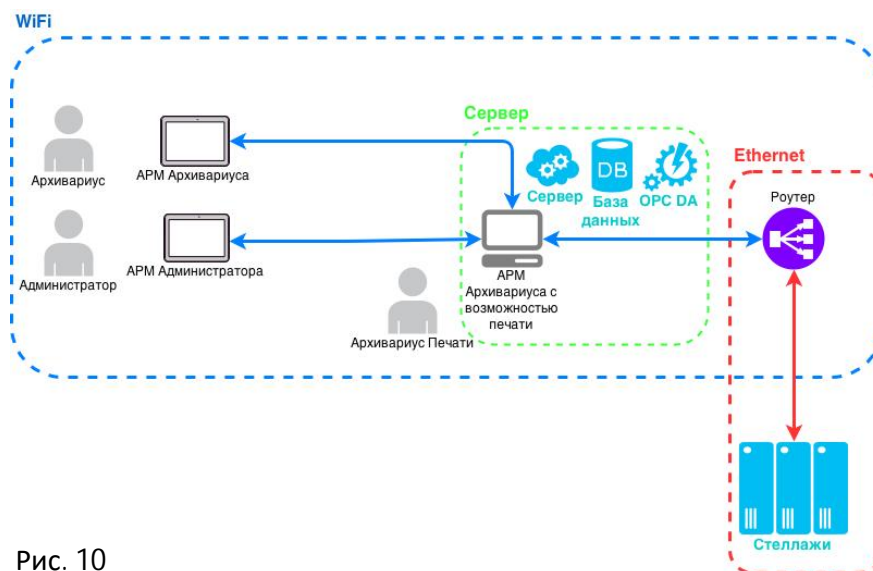 WiFi
Сервер
Ethernet
Архивариус
АРМ Архивариуса
Сервер
DB
База
данных
OPC DA
Роутер
Администратор
АРМ Администратора
АРМ
Архивариуса с
возможностью
печати
Архивариус Печати
Стеллажи
Рис. 10